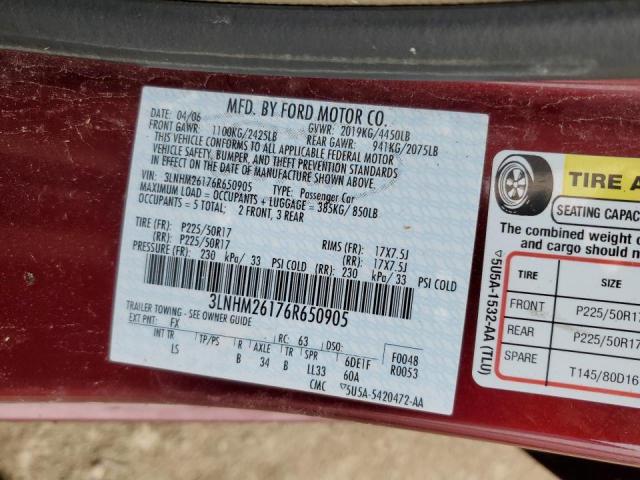 MFD. BY FORD MOTOR CO.
DATE: 04/06 GVWR: 2019KG/4450LB
FRONT GAWR: 1100KG/2425LB REAR GAWR: 941KG/2075LB
THIS VEHICLE CONFORMS TO ALL APPLICABLE FEDERAL MOTOR
VEHICLE SAFETY, BUMPER, AND THEFT PREVENTION STANDARDS
IN EFFECT ON THE DATE OF MANUFACTURE SHOWN ABOVE.
VIN: 3LNHM26176R650905 TYPE: Passenger Car
MAXIMUM LOAD = OCCUPANTS + LUGGAGE = 385KG/ 850LB
OCCUPANTS = 5 TOTAL: 2 FRONT, 3 REAR
TIRE (FR): P225/50R17 RIMS (FR): 17X7.5J
(RR): P225/50R17 (RR): 17X7.5J
PRESSURE (FR): 230 kPa/ 33 PSI COLD (RR): 230 kPa/ 33 PSI COLD
3LNHM26176R650905
TRAILER TOWING - SEE OWNER GUIDE
EXT PNT: FX RC: 63 DSO: F0048
INT TR TP/PS R AXLE TR SPR 6DE1F R0053
LS B 34 B LL33 60A
CMC 5U5A-5420472-AA
5U5A-1532-AA (TLU)
TIRE A
SEATING CAPAC
The combined weight o
and cargo should n
TIRE SIZE
FRONT P225/50R17
REAR P225/50R17
SPARE T145/80D16